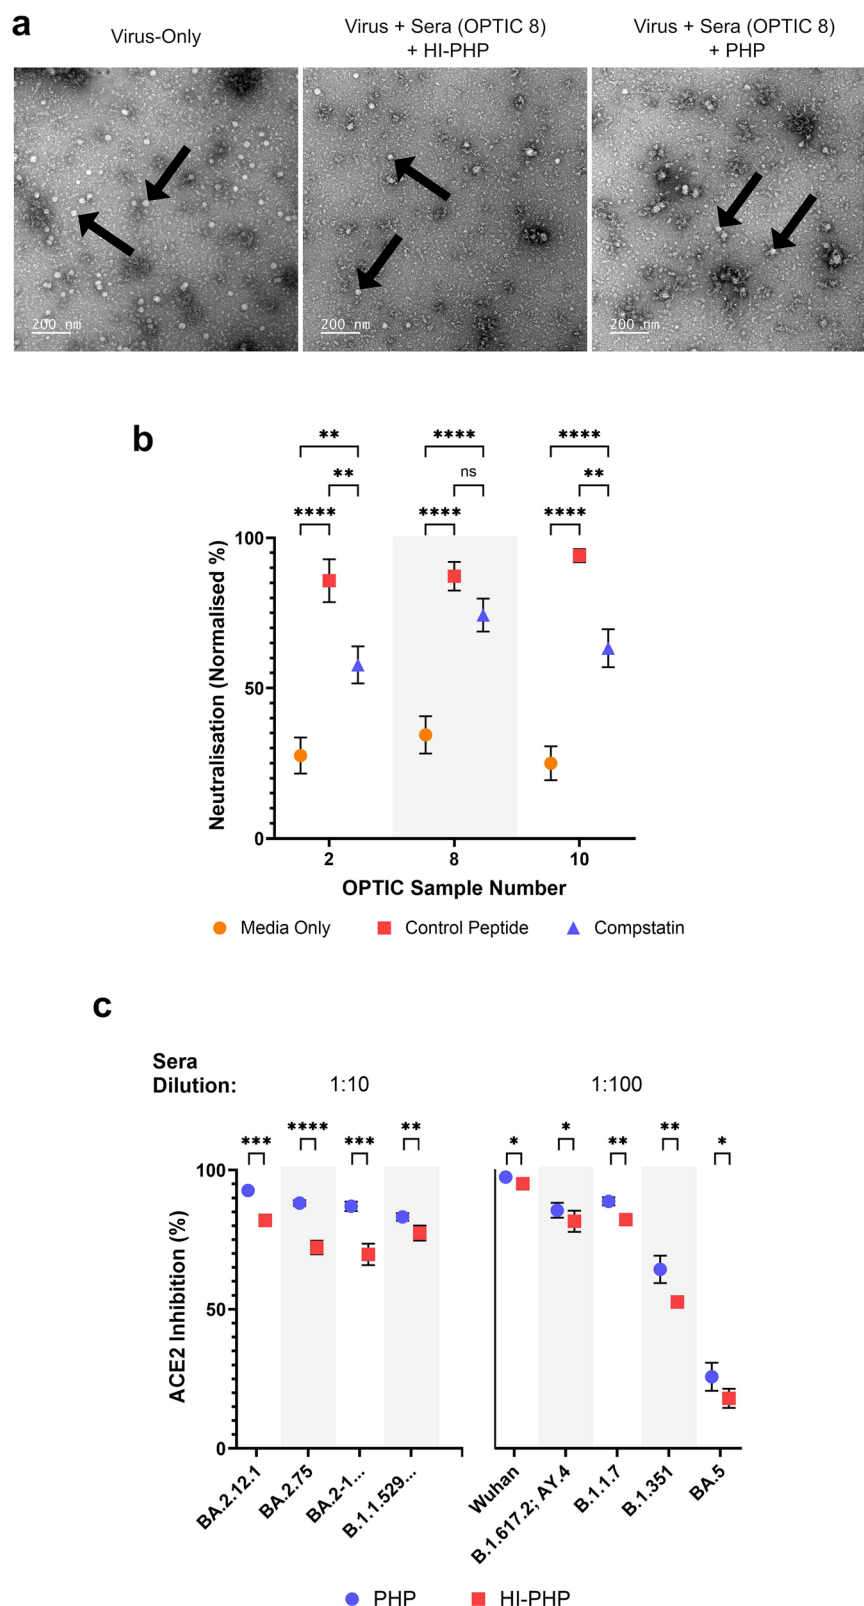 a
Virus-Only
Virus + Sera (OPTIC 8)
+ HI-PHP
Virus + Sera (OPTIC 8)
+ PHP
200 nm
200 nm
200 nm
b
** **** ****
** ns **
**** **** ****
Neutralisation (Normalised %)
100
50
0
2 8 10
OPTIC Sample Number
Media Only Control Peptide Compstatin
c
Sera
Dilution: 1:10 1:100
*** **** *** ** * * ** ** *
ACE2 Inhibition (%)
100
50
0
BA.2.12.1
BA.2.75
BA.2-1...
B.1.1.529...
Wuhan
B.1.617.2; AY.4
B.1.1.7
B.1.351
BA.5
PHP HI-PHP